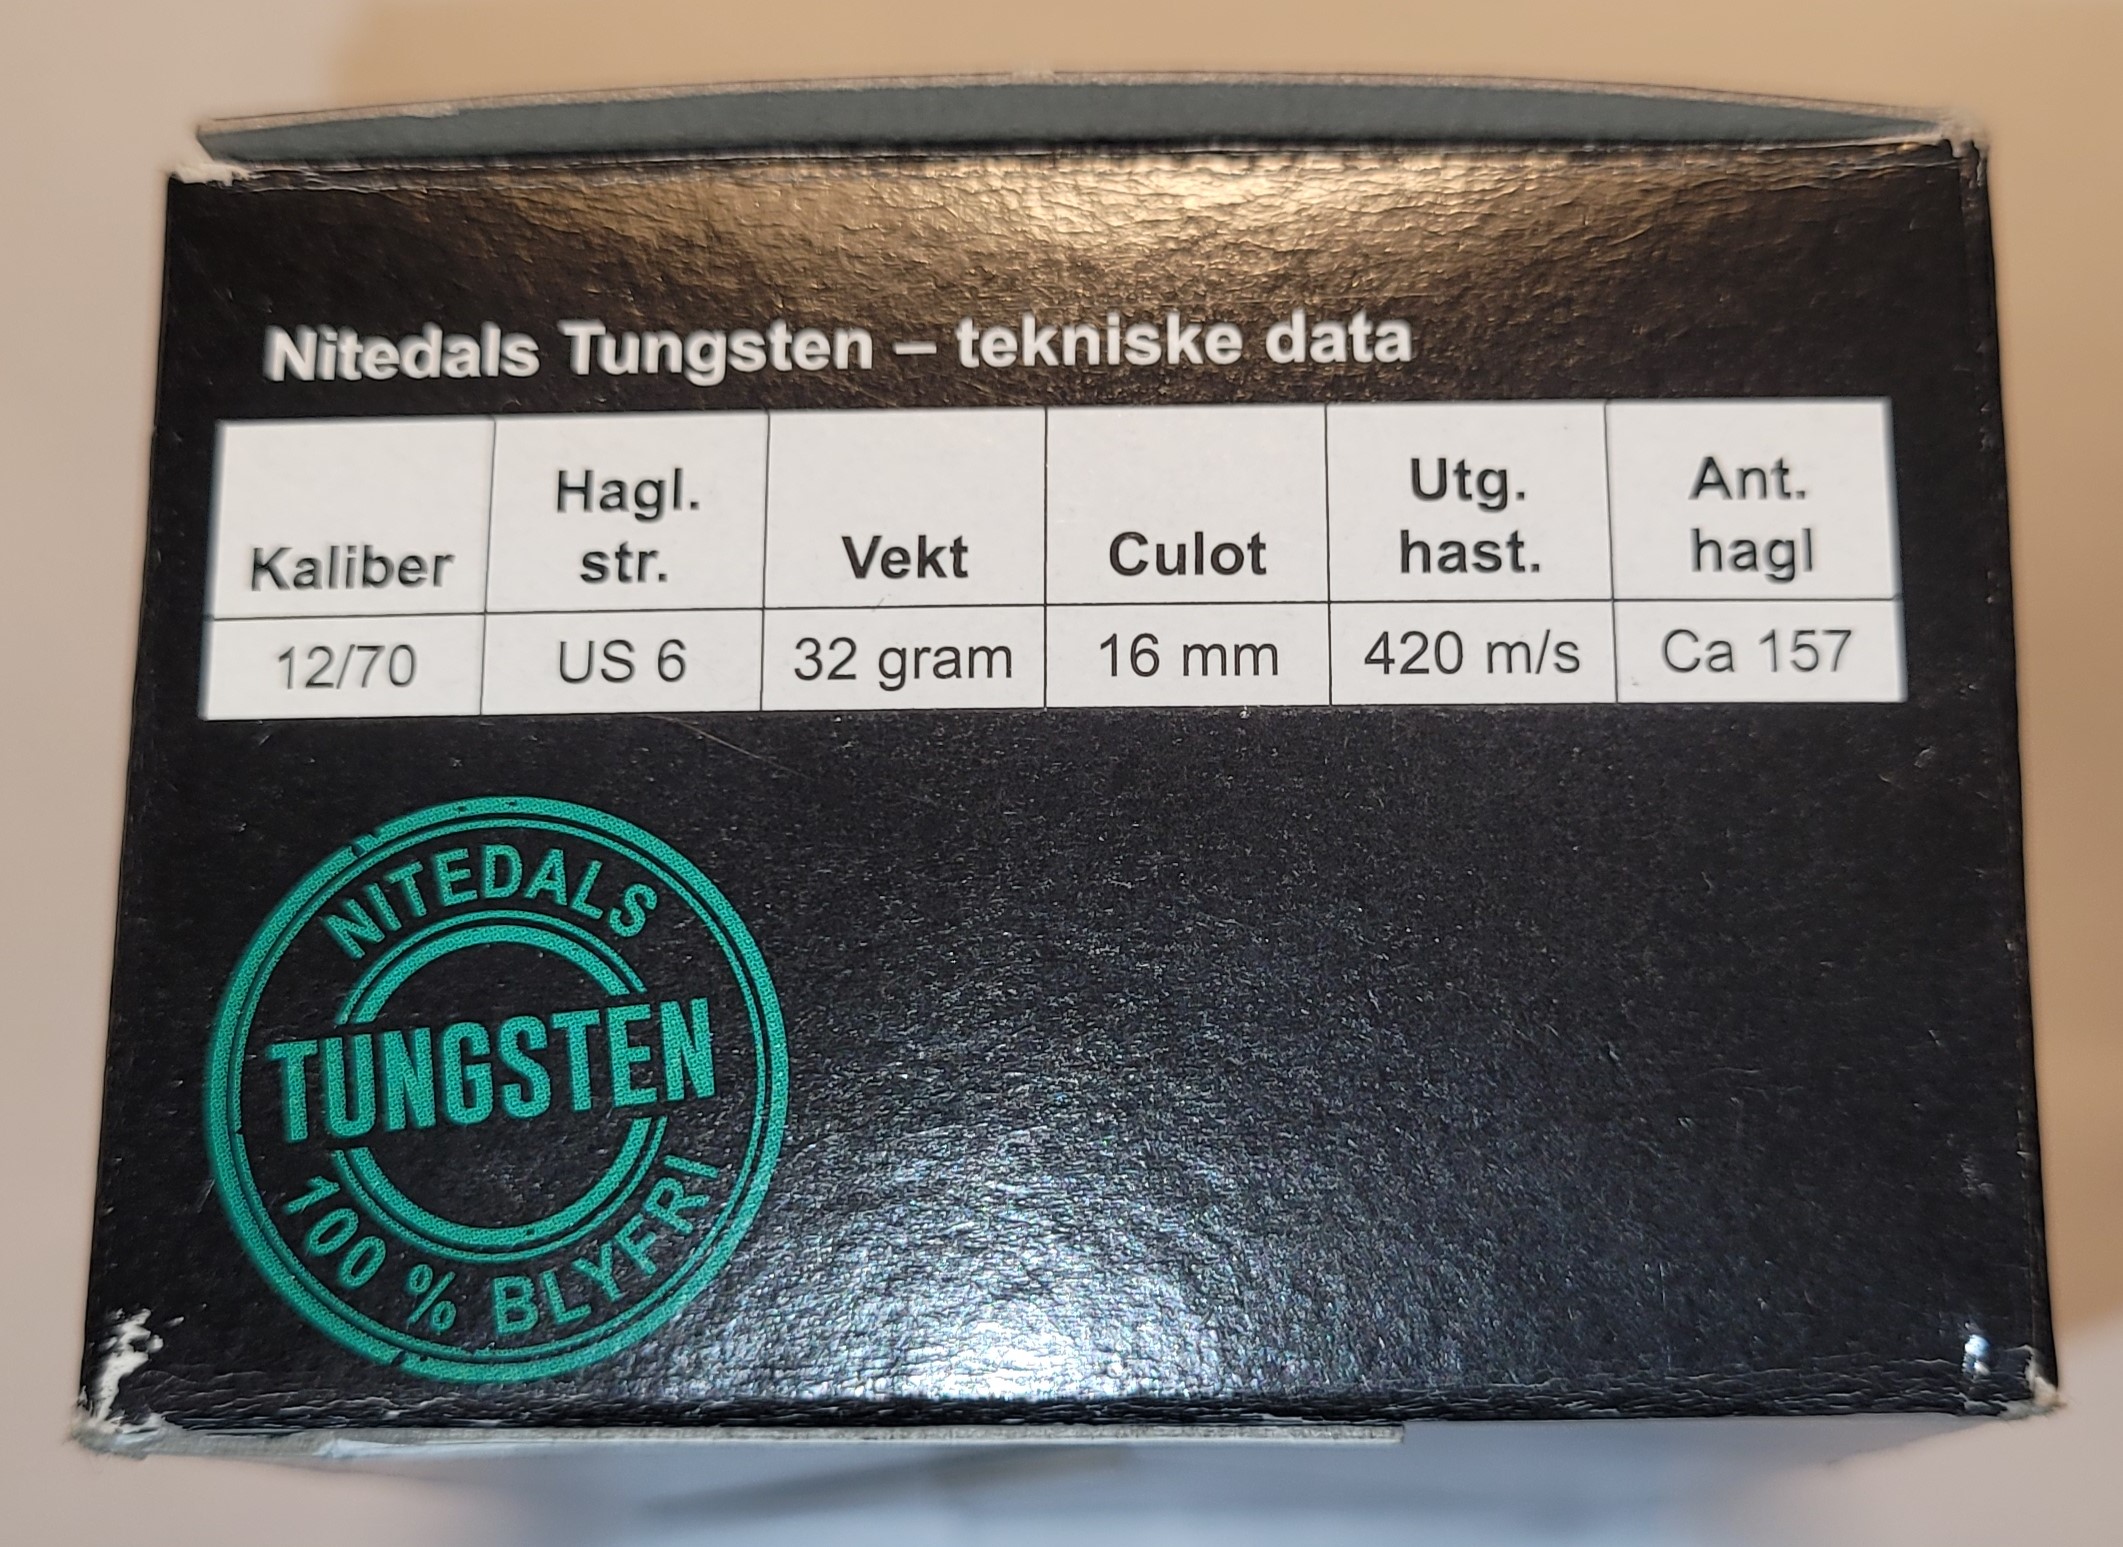 Nitedals Tungsten – tekniske data
Kaliber Hagl. str. Vekt Culot Utg. hast. Ant. hagl
12/70 US 6 32 gram 16 mm 420 m/s Ca 157
NITEDALS
TUNGSTEN
100 % BLYFRI